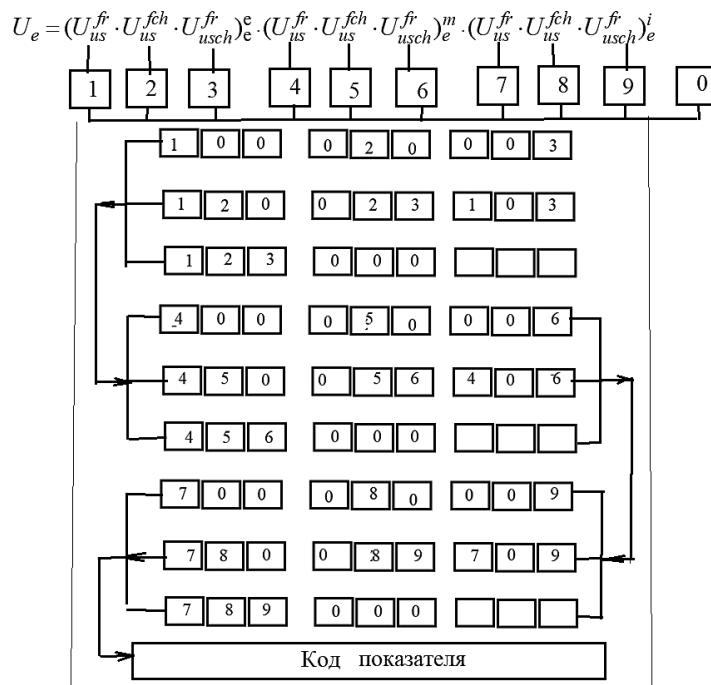 U_e = (U_us^fr · U_us^fch · U_usch^fr)_e^e · (U_us^fr · U_us^fch · U_usch^fr)_e^m · (U_us^fr · U_us^fch · U_usch^fr)_e^i
1 2 3 4 5 6 7 8 9 0
1 0 0 0 2 0 0 0 3
1 2 0 0 2 3 1 0 3
1 2 3 0 0 0
4 0 0 0 5 0 0 0 6
4 5 0 0 5 6 4 0 6
4 5 6 0 0 0
7 0 0 0 8 0 0 0 9
7 8 0 0 8 9 7 0 9
7 8 9 0 0 0
Код показателя